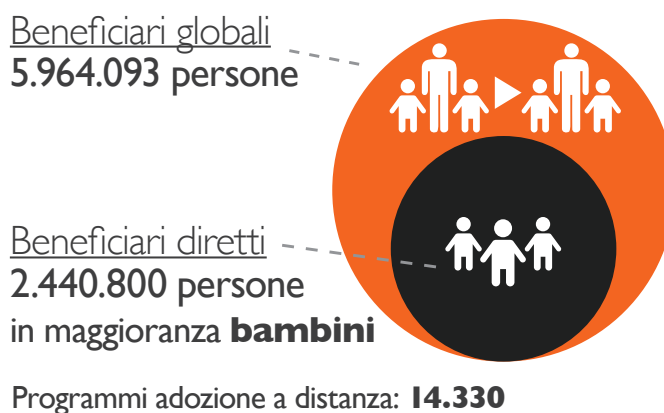 Beneficiari globali
5.964.093 persone
Beneficiari diretti
2.440.800 persone
in maggioranza bambini
Programmi adozione a distanza: 14.330